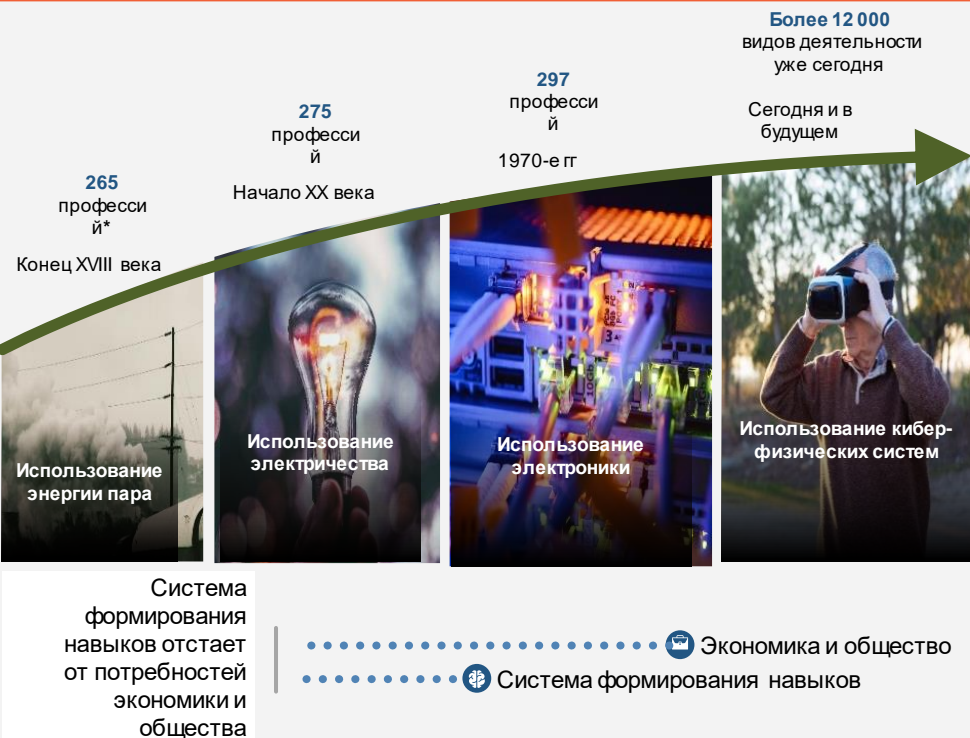 265
професси
й*
Конец XVIII века
275
професси
й
Начало XX века
297
професси
й
1970-е гг
Более 12 000
видов деятельности
уже сегодня
Сегодня и в
будущем
Использование
энергии пара
Использование
электричества
Использование
электроники
Использование кибер-
физических систем
Система
формирования
навыков отстает
от потребностей
экономики и
общества
Экономика и общество
Система формирования навыков